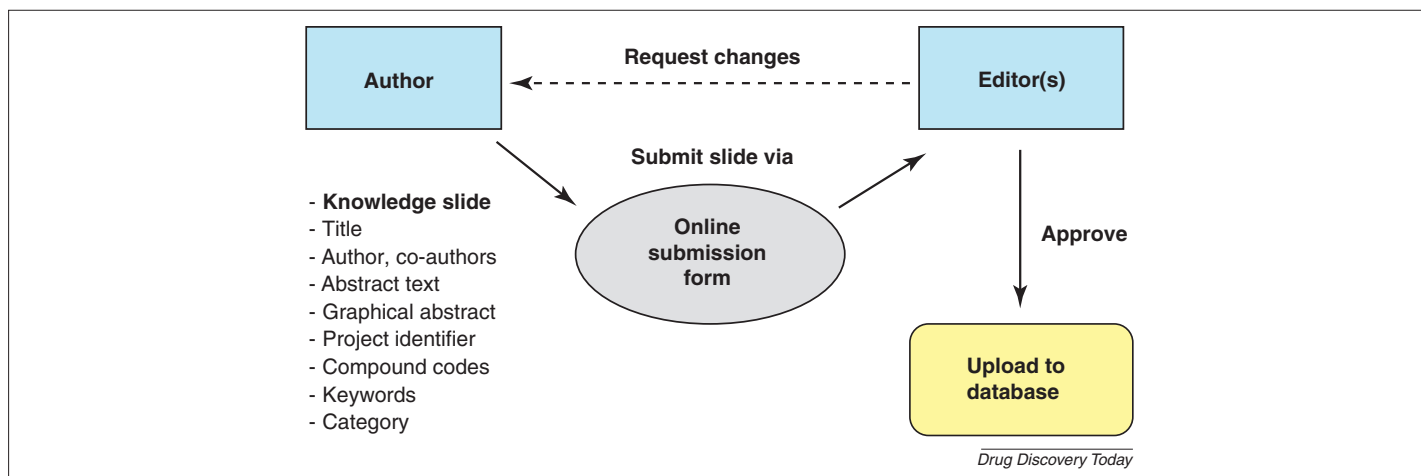 Request changes
Author
Editor(s)
Submit slide via
- Knowledge slide
- Title
- Author, co-authors
- Abstract text
- Graphical abstract
- Project identifier
- Compound codes
- Keywords
- Category
Online
submission
form
Approve
Upload to
database
Drug Discovery Today